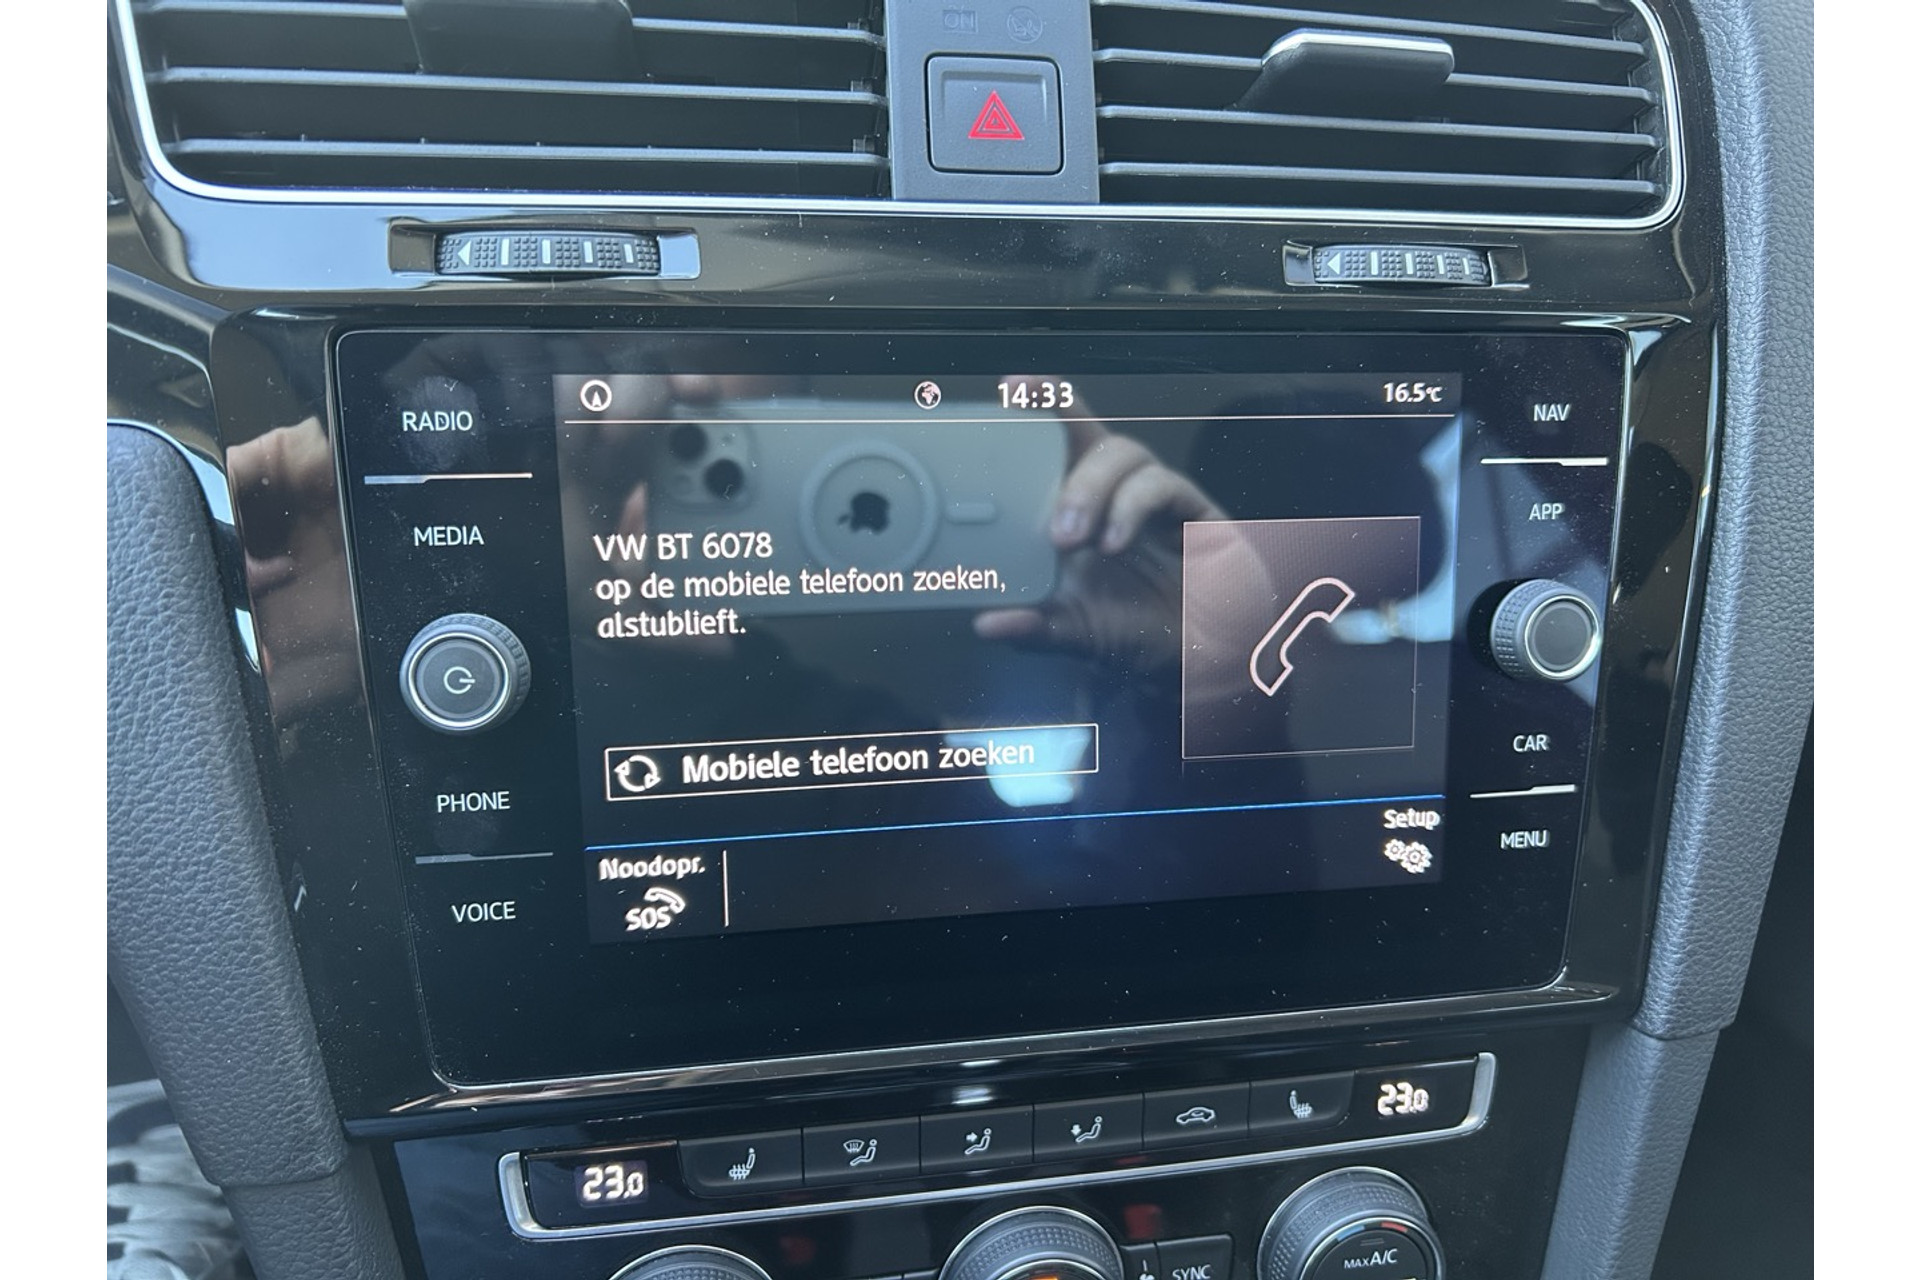 ON
RADIO
MEDIA
PHONE
VOICE
14:33
16.5°C
VW BT 6078
op de mobiele telefoon zoeken,
alstublieft.
Mobiele telefoon zoeken
Noodopr.
SOS
Setup
NAV
APP
CAR
MENU
23.0
23.0
SYNC
MAX A/C